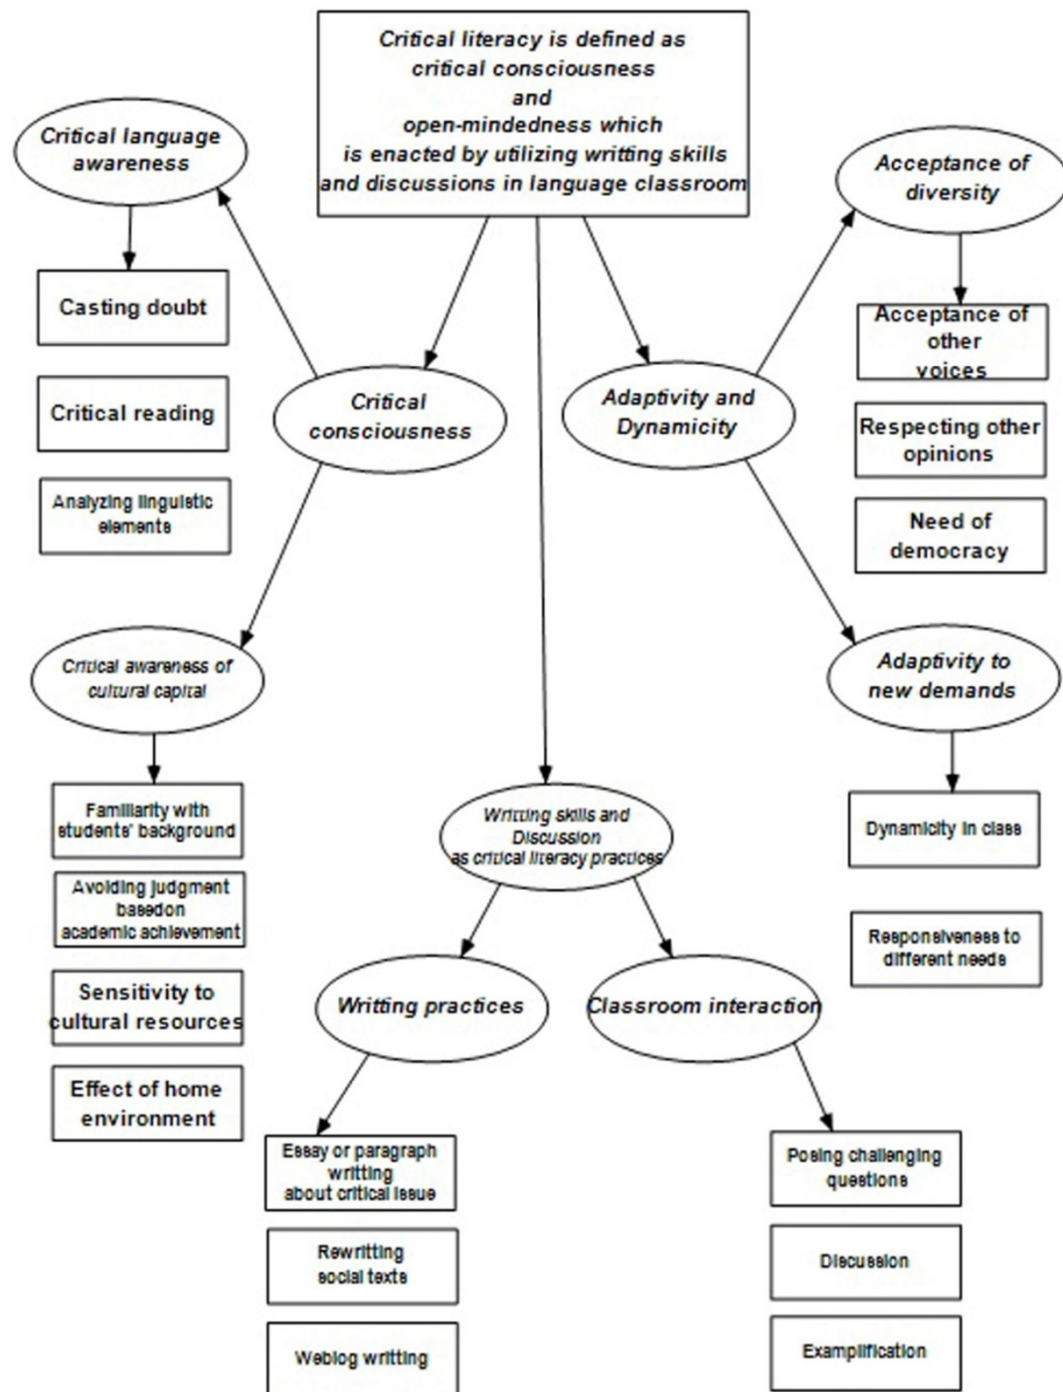 Critical literacy is defined as
critical consciousness
and
open-mindedness which
is enacted by utilizing writting skills
and discussions in language classroom
Critical language
awareness
Acceptance of
diversity
Casting doubt
Critical reading
Analyzing linguistic
elements
Critical
consciousness
Adaptivity and
Dynamicity
Acceptance of
other
voices
Respecting other
opinions
Need of
democracy
Critical awareness of
cultural capital
Adaptivity to
new demands
Familiarity with
students' background
Avoiding judgment
basedon
academic achievement
Sensitivity to
cultural resources
Effect of home
environment
Writting skills and
Discussion
as critical literacy practices
Dynamicity in class
Responsiveness to
different needs
Writting practices
Classroom interaction
Essay or paragraph
writting
about critical issue
Rewritting
social texts
Weblog writting
Posing challenging
questions
Discussion
Examplification